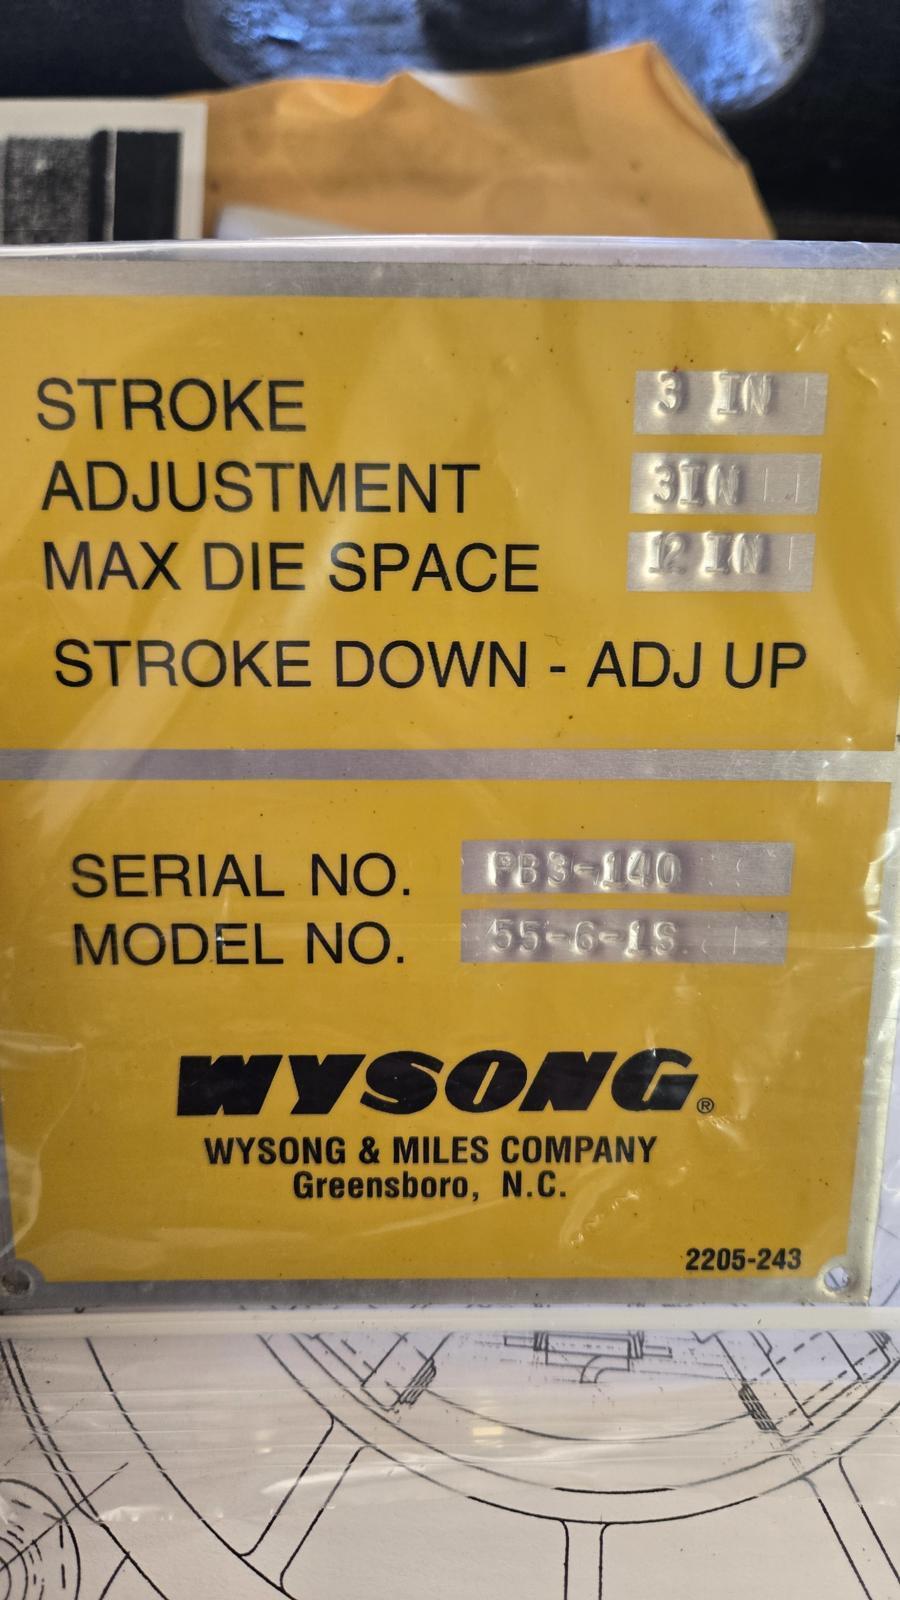 STROKE 3 IN
ADJUSTMENT 3IN
MAX DIE SPACE 12 IN
STROKE DOWN - ADJ UP
SERIAL NO. PB3-140
MODEL NO. 55-6-1S
WYSONG®
WYSONG & MILES COMPANY
Greensboro, N.C.
2205-243